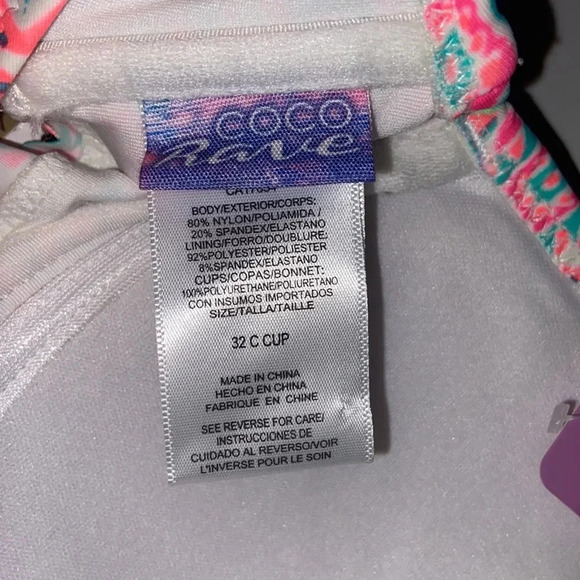 COCO
Rave
BODY/EXTERIOR/CORPS:
80% NYLON/POLIAMIDA /
20% SPANDEX/ELASTANO
LINING/FORRO/DOUBLURE:
92%POLYESTER/POLIESTER
8%SPANDEX/ELASTANO
CUPS/COPAS/BONNET:
100%POLYURETHANE/POLIURETANO
CON INSUMOS IMPORTADOS
SIZE/TALLA/TAILLE
32 C CUP
MADE IN CHINA
HECHO EN CHINA
FABRIQUE EN CHINE
SEE REVERSE FOR CARE/
INSTRUCCIONES DE
CUIDADO AL REVERSO/VOIR
L'INVERSE POUR LE SOIN